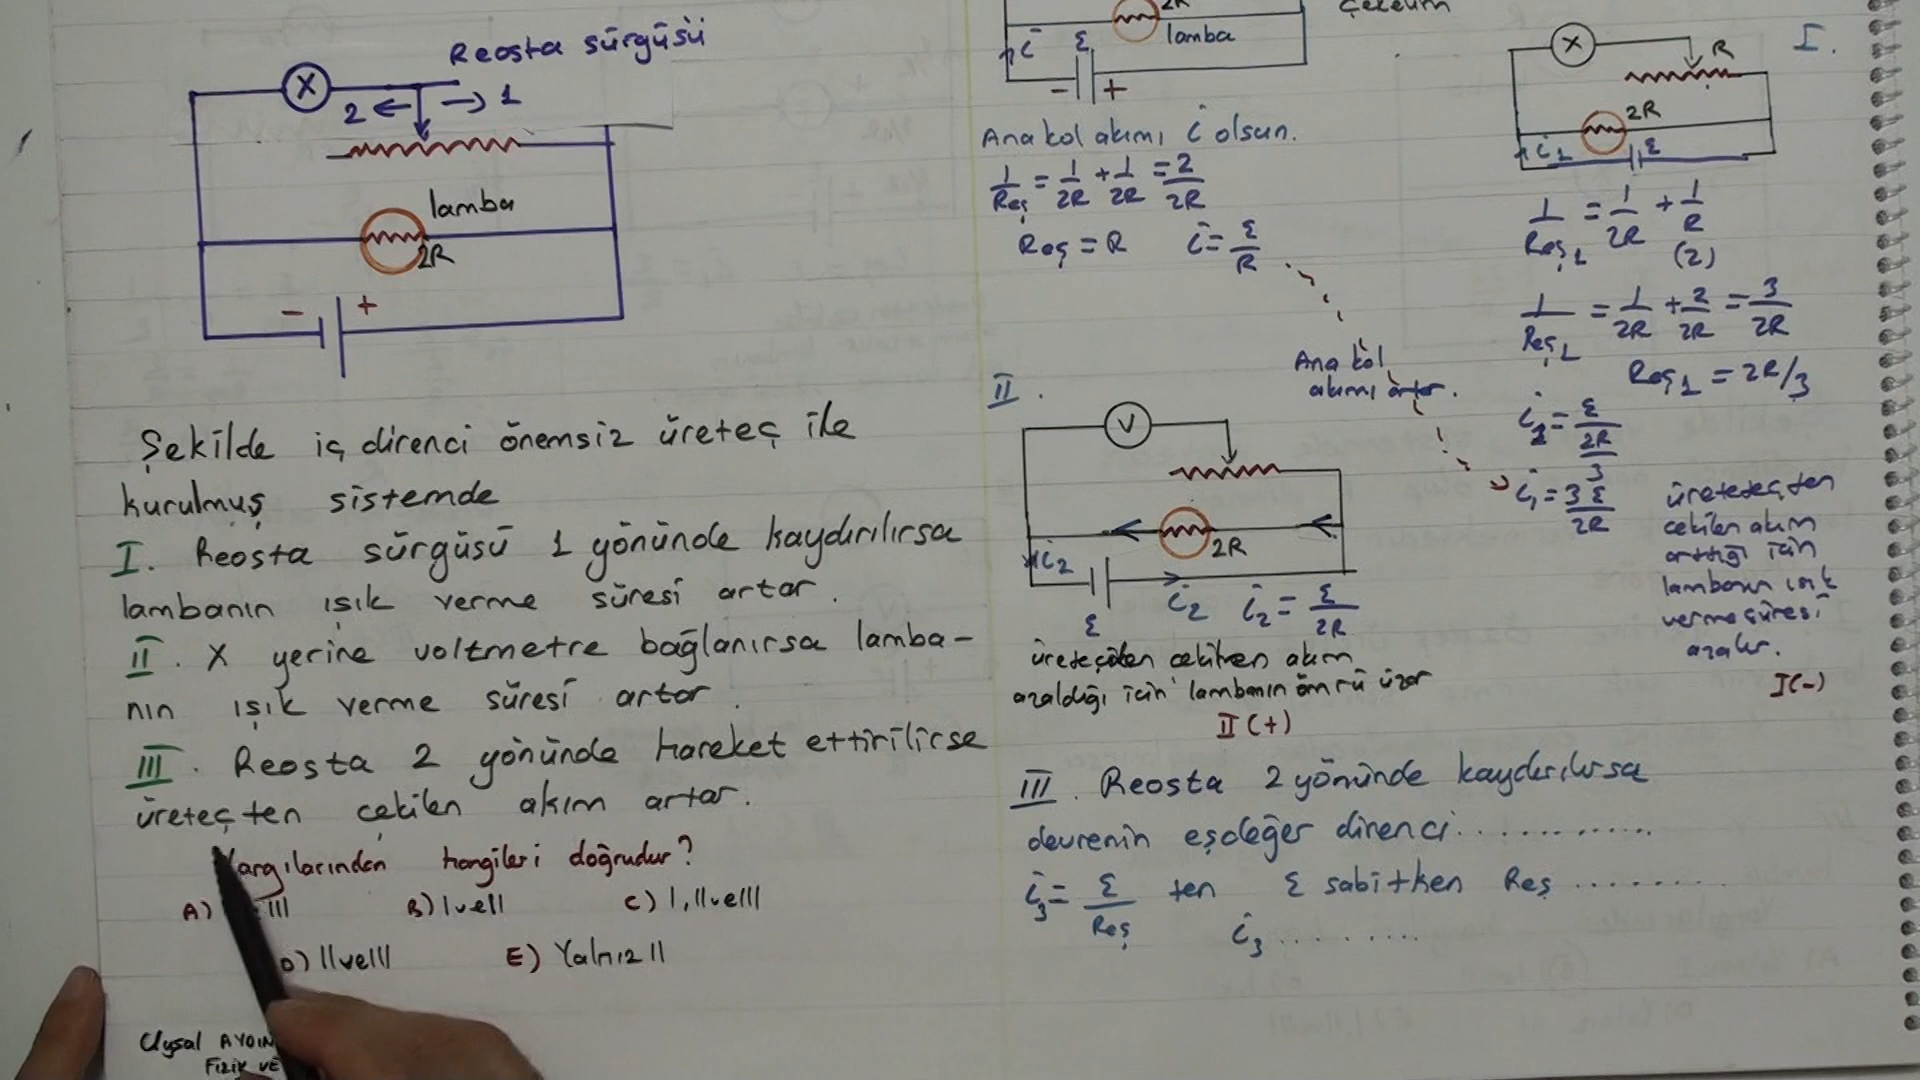 Reosta sürgüsü
X
2 ← → 1
lamba
2R
- +
Şekilde iç direnci önemsiz üreteç ile
kurulmuş sistemde
I. Reosta sürgüsü 1 yönünde kaydırılırsa
lambanın ışık verme süresi artar.
II. X yerine voltmetre bağlanırsa lamba-
nın ışık verme süresi artar.
III. Reosta 2 yönünde hareket ettirilirse
üreteçten çekilen akım artar.
Yargılarından hangileri doğrudur?
A) III B) I ve II C) I, II ve III
D) II ve III E) Yalnız II
Uysal AYDIN
Fizik VE
2R
lamba
i ε
- +
Ana kol akımı i olsun.
1/Reş = 1/2R + 1/2R = 2/2R
Reş = R i = ε/R
Ana kol
akımı artar.
I.
X R
2R
i1 ε
1/Reş1 = 1/2R + 1/R
(2)
1/Reş1 = 1/2R + 2/2R = 3/2R
Reş1 = 2R/3
i1 = 3ε/2R
üreteçten
çekilen akım
arttığı için
lambanın ışık
verme süresi
azalır.
I(-)
II.
V
2R
i2
ε i2 i2 = ε/2R
üreteçten çekilen akım
azaldığı için lambanın ömrü uzar
II(+)
III. Reosta 2 yönünde kaydırılırsa
devrenin eşdeğer direnci............
i3 = ε/Reş ten ε sabitken Reş .........
i3 .........